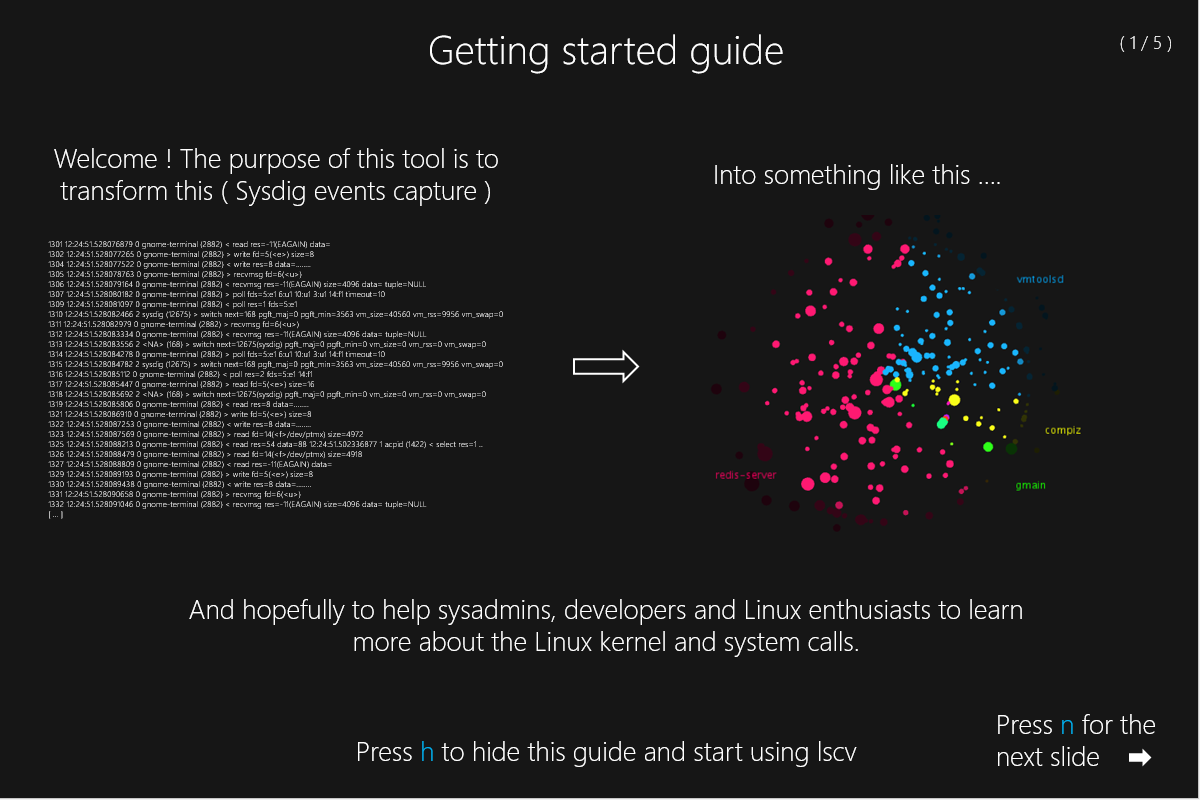 Getting started guide
( 1 / 5 )
Welcome ! The purpose of this tool is to
transform this ( Sysdig events capture )
Into something like this ....
1301 12:24:51.528076879 0 gnome-terminal (2882) < read res=-11(EAGAIN) data=
1302 12:24:51.528077265 0 gnome-terminal (2882) > write fd=5(<e>) size=8
1304 12:24:51.528077522 0 gnome-terminal (2882) < write res=8 data=........
1305 12:24:51.528078763 0 gnome-terminal (2882) > recvmsg fd=6(<u>)
1306 12:24:51.528079164 0 gnome-terminal (2882) < recvmsg res=-11(EAGAIN) size=4096 data= tuple=NULL
1307 12:24:51.528080182 0 gnome-terminal (2882) > poll fds=5:e1 6:u1 10:u1 3:u1 14:f1 timeout=10
1309 12:24:51.528081097 0 gnome-terminal (2882) < poll res=1 fds=5:e1
1310 12:24:51.528082466 2 sysdig (12675) > switch next=168 pgft_maj=0 pgft_min=3563 vm_size=40560 vm_rss=9956 vm_swap=0
1311 12:24:51.528082979 0 gnome-terminal (2882) > recvmsg fd=6(<u>)
1312 12:24:51.528083334 0 gnome-terminal (2882) < recvmsg res=-11(EAGAIN) size=4096 data= tuple=NULL
1313 12:24:51.528083556 2 <NA> (168) > switch next=12675(sysdig) pgft_maj=0 pgft_min=0 vm_size=0 vm_rss=0 vm_swap=0
1314 12:24:51.528084278 0 gnome-terminal (2882) > poll fds=5:e1 6:u1 10:u1 3:u1 14:f1 timeout=10
1315 12:24:51.528084782 2 sysdig (12675) > switch next=168 pgft_maj=0 pgft_min=3563 vm_size=40560 vm_rss=9956 vm_swap=0
1316 12:24:51.528085112 0 gnome-terminal (2882) < poll res=2 fds=5:e1 14:f1
1317 12:24:51.528085447 0 gnome-terminal (2882) > read fd=5(<e>) size=16
1318 12:24:51.528085692 2 <NA> (168) > switch next=12675(sysdig) pgft_maj=0 pgft_min=0 vm_size=0 vm_rss=0 vm_swap=0
1319 12:24:51.528085806 0 gnome-terminal (2882) < read res=8 data=........
1321 12:24:51.528086910 0 gnome-terminal (2882) > write fd=5(<e>) size=8
1322 12:24:51.528087253 0 gnome-terminal (2882) < write res=8 data=........
1323 12:24:51.528087569 0 gnome-terminal (2882) > read fd=14(<f>/dev/ptmx) size=4972
1325 12:24:51.528088213 0 gnome-terminal (2882) < read res=54 data=88 12:24:51.502336877 1 acpid (1422) < select res=1 ..
1326 12:24:51.528088479 0 gnome-terminal (2882) > read fd=14(<f>/dev/ptmx) size=4918
1327 12:24:51.528088809 0 gnome-terminal (2882) < read res=-11(EAGAIN) data=
1329 12:24:51.528089193 0 gnome-terminal (2882) > write fd=5(<e>) size=8
1330 12:24:51.528089438 0 gnome-terminal (2882) < write res=8 data=........
1331 12:24:51.528090658 0 gnome-terminal (2882) > recvmsg fd=6(<u>)
1332 12:24:51.528091046 0 gnome-terminal (2882) < recvmsg res=-11(EAGAIN) size=4096 data= tuple=NULL
[ ... ]
vmtoolsd
compiz
redis-server
gmain
And hopefully to help sysadmins, developers and Linux enthusiasts to learn
more about the Linux kernel and system calls.
Press h to hide this guide and start using lscv
Press n for the
next slide